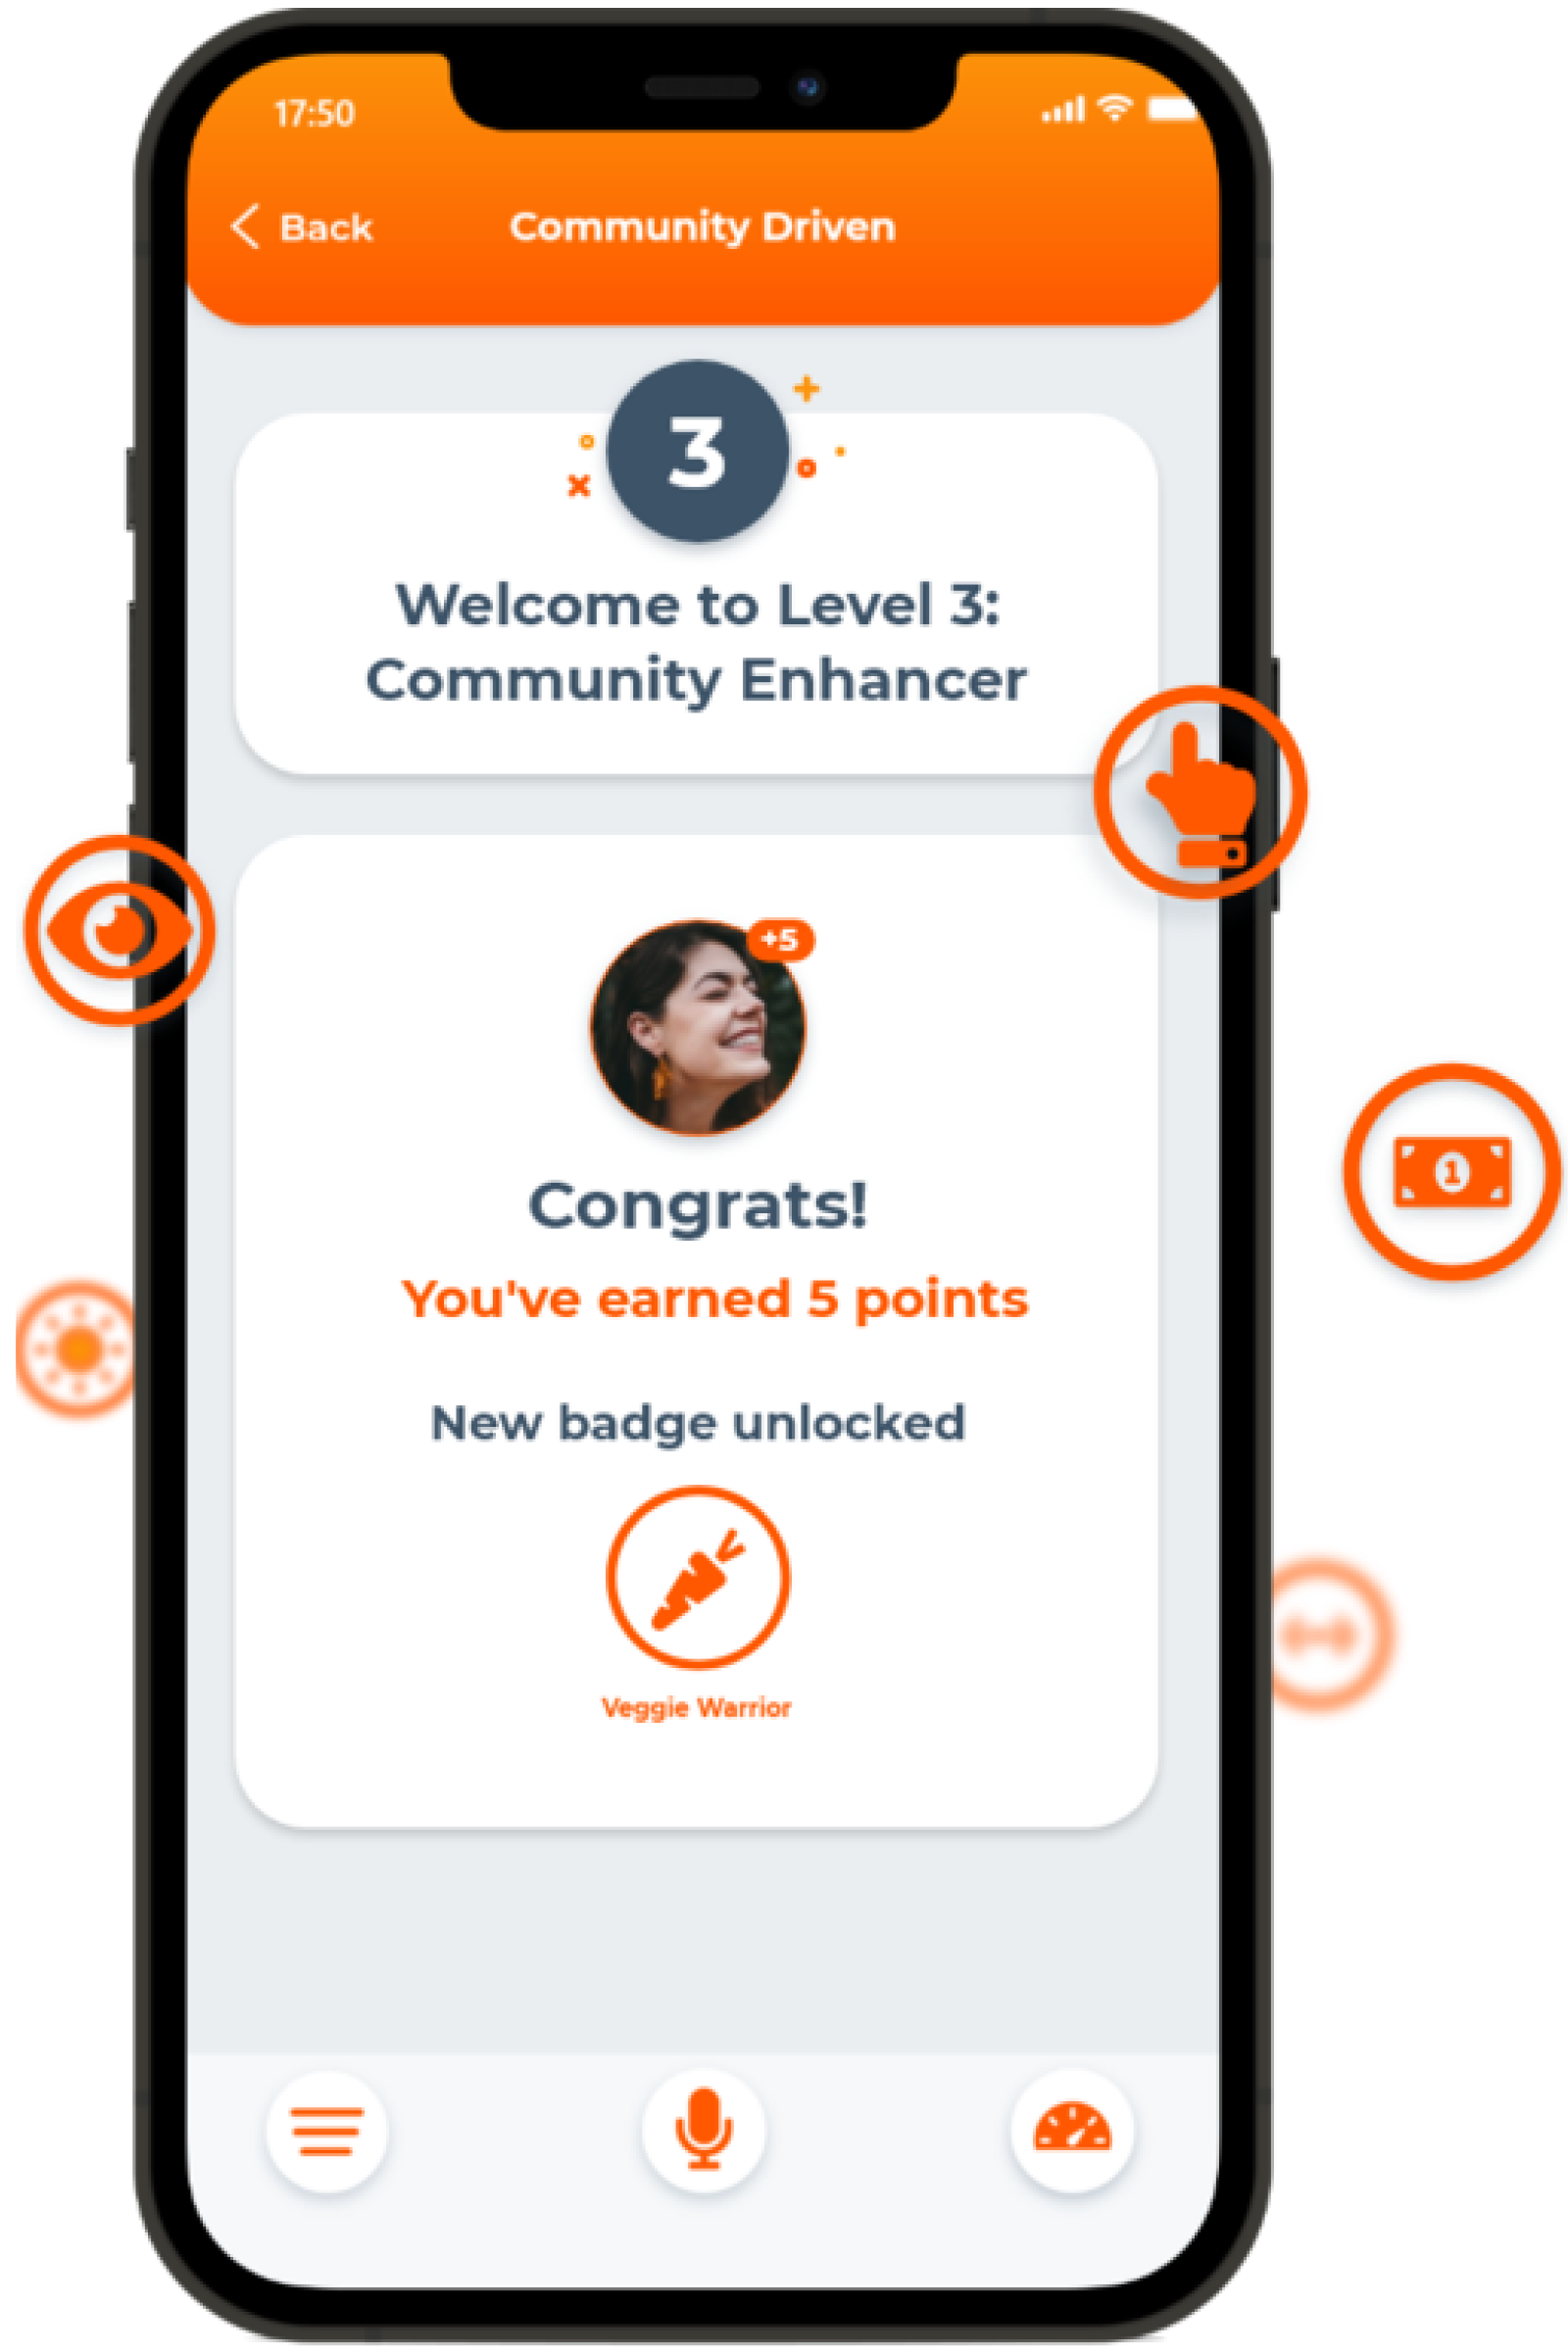 17:50
Back
Community Driven
3
Welcome to Level 3:
Community Enhancer
+5
Congrats!
You've earned 5 points
1
New badge unlocked
Veggie Warrior